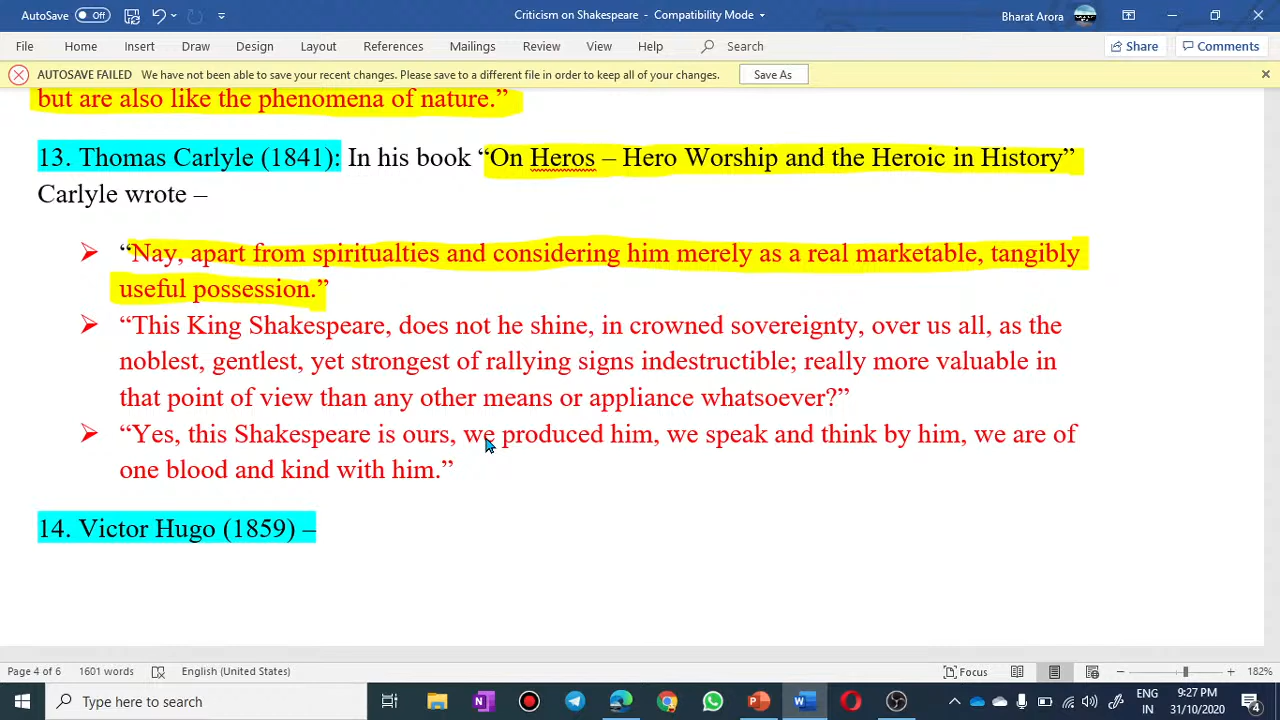 AutoSave Off
Criticism on Shakespeare - Compatibility Mode
Bharat Arora
File Home Insert Draw Design Layout References Mailings Review View Help Search Share Comments
AUTOSAVE FAILED We have not been able to save your recent changes. Please save to a different file in order to keep all of your changes. Save As
but are also like the phenomena of nature.”
13. Thomas Carlyle (1841): In his book “On Heros – Hero Worship and the Heroic in History”
Carlyle wrote –
“Nay, apart from spiritualties and considering him merely as a real marketable, tangibly
useful possession.”
“This King Shakespeare, does not he shine, in crowned sovereignty, over us all, as the
noblest, gentlest, yet strongest of rallying signs indestructible; really more valuable in
that point of view than any other means or appliance whatsoever?”
“Yes, this Shakespeare is ours, we produced him, we speak and think by him, we are of
one blood and kind with him.”
14. Victor Hugo (1859) –
Page 4 of 6 1601 words English (United States) Focus 182%
Type here to search
ENG 9:27 PM
IN 31/10/2020 4